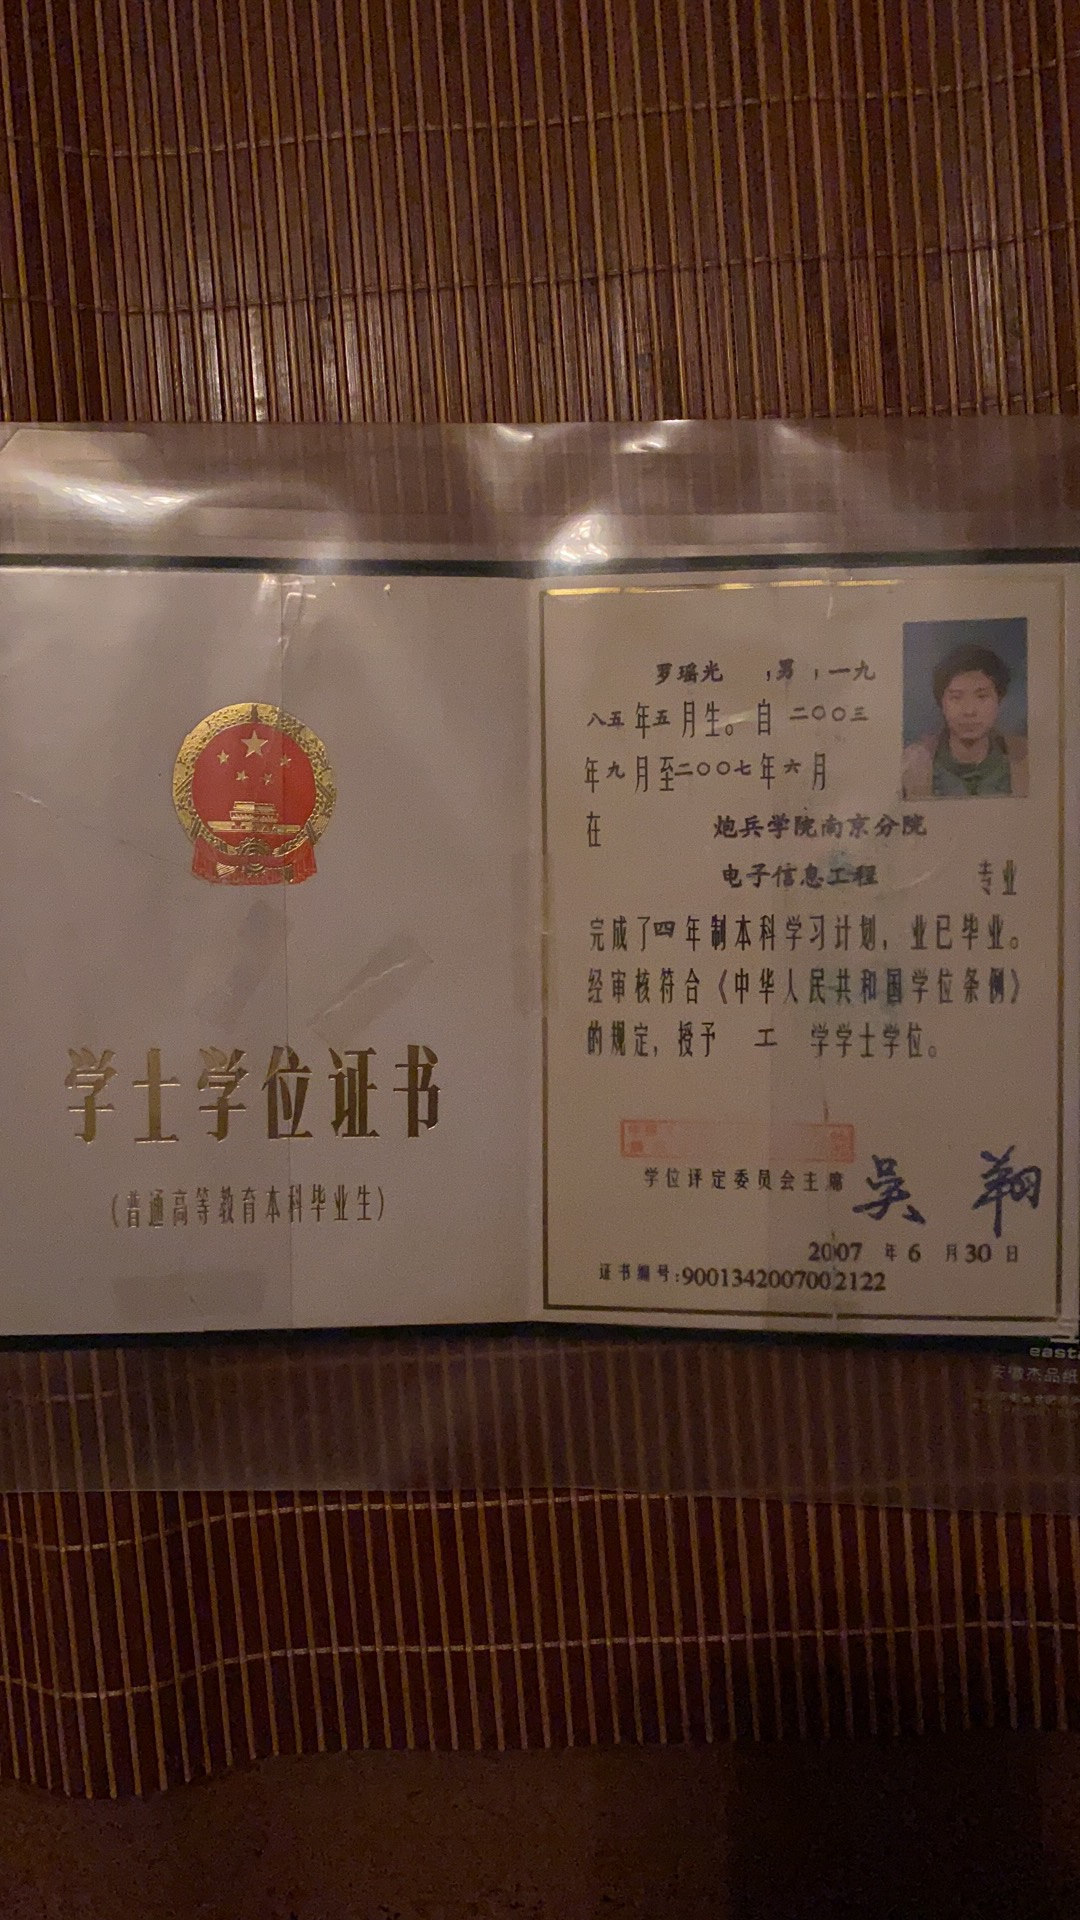 学士学位证书
(普通高等教育本科毕业生)
罗瑶光 ,男,一九
八五年五月生。自二〇〇三
年九月至二〇〇七年六月
在 炮兵学院南京分院
电子信息工程 专业
完成了四年制本科学习计划,业已毕业。
经审核符合《中华人民共和国学位条例》
的规定,授予 工 学学士学位。
学位评定委员会主席 吴翔
2007 年 6 月 30 日
证书编号:9001342007002122
east
安徽杰品纸